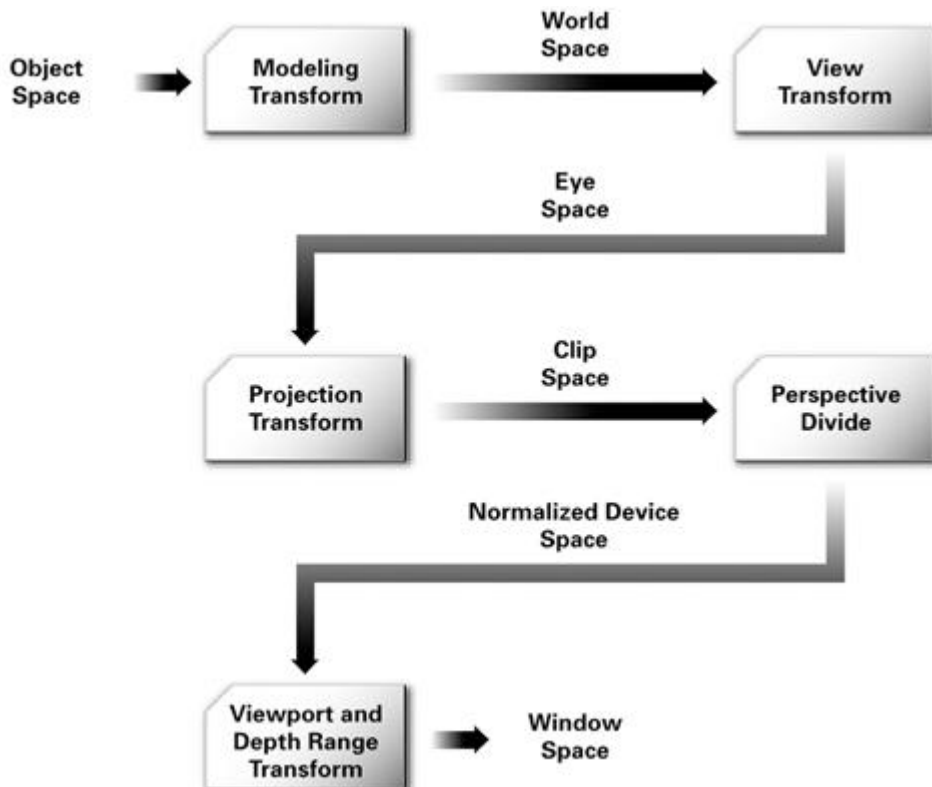 Object
Space
Modeling
Transform
World
Space
View
Transform
Eye
Space
Projection
Transform
Clip
Space
Perspective
Divide
Normalized Device
Space
Viewport and
Depth Range
Transform
Window
Space